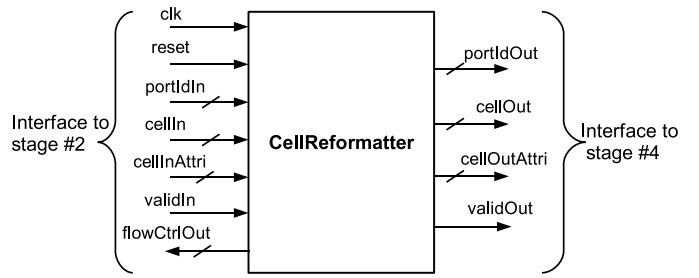 clk
reset
portIdIn
cellIn
cellInAttri
validIn
flowCtrlOut
Interface to
stage #2
CellReformatter
portIdOut
cellOut
cellOutAttri
validOut
Interface to
stage #4